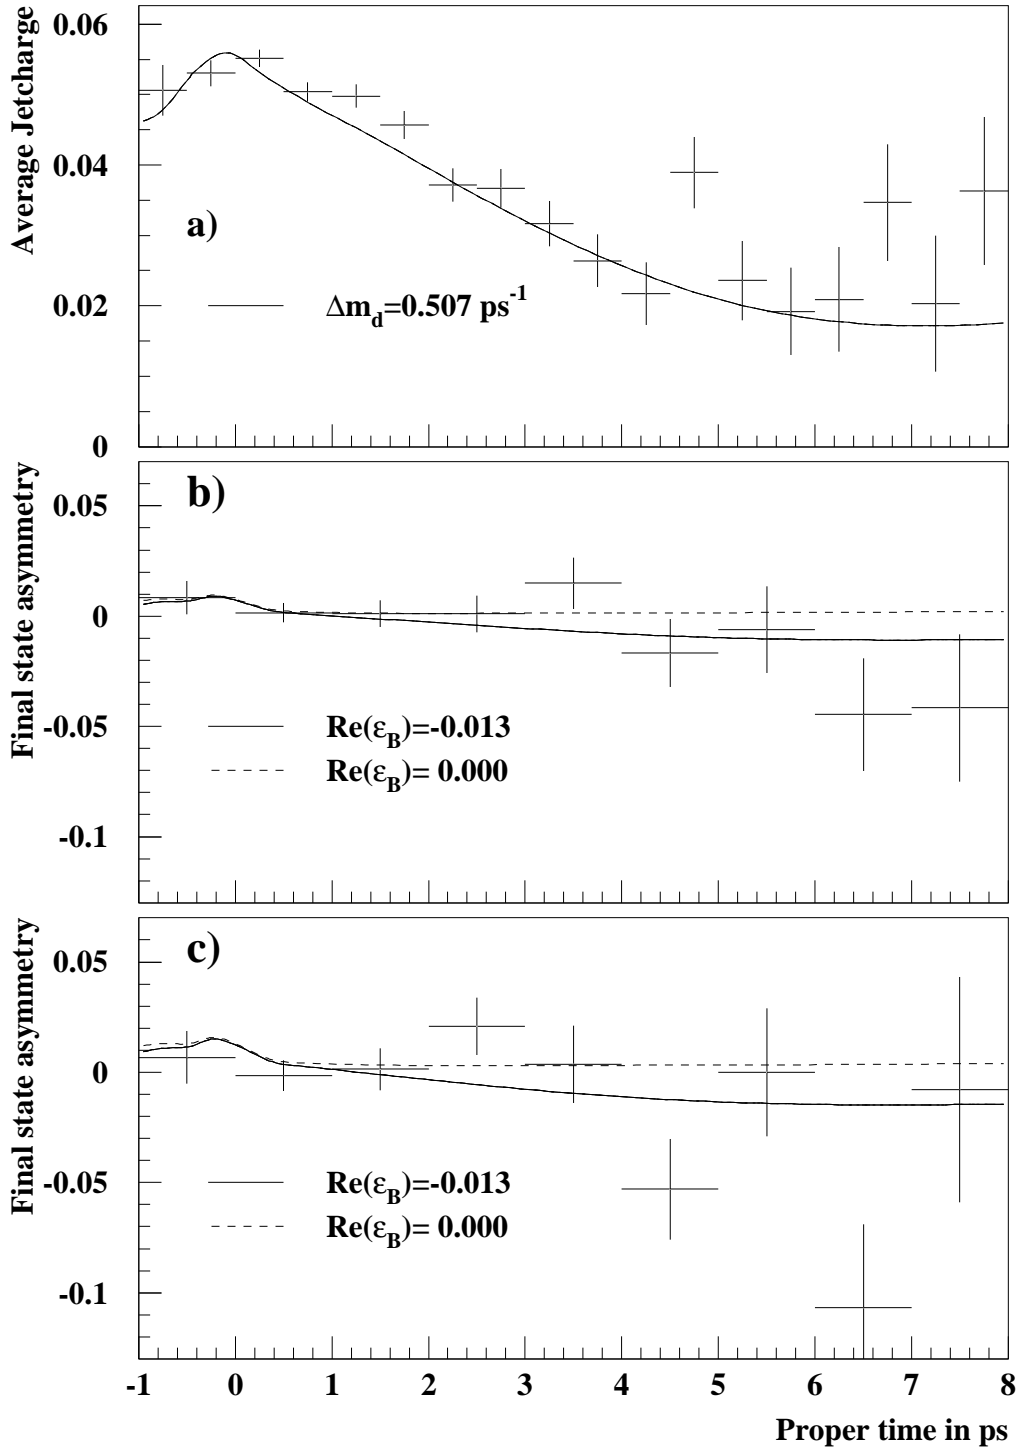 Average Jetcharge
0.06
0.04
0.02
0
a)
Δm_d=0.507 ps^-1
Final state asymmetry
0.05
0
-0.05
-0.1
b)
Re(ε_B)=-0.013
Re(ε_B)= 0.000
Final state asymmetry
0.05
0
-0.05
-0.1
c)
Re(ε_B)=-0.013
Re(ε_B)= 0.000
-1 0 1 2 3 4 5 6 7 8
Proper time in ps